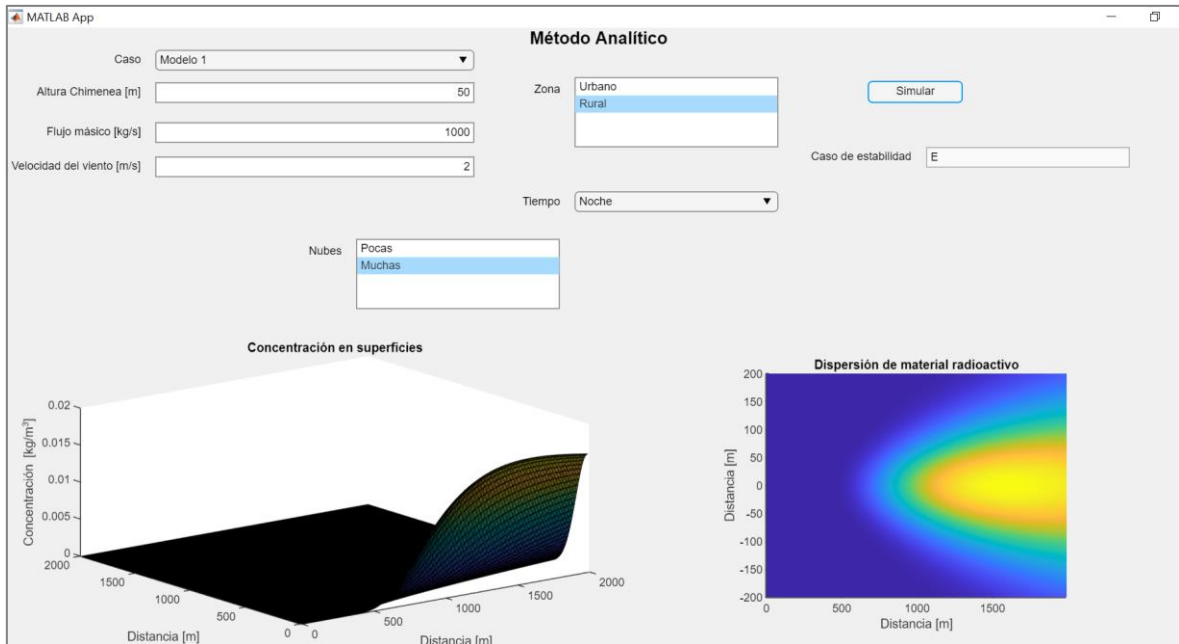 MATLAB App
Método Analítico
Caso
Modelo 1
Altura Chimenea [m]
50
Flujo másico [kg/s]
1000
Velocidad del viento [m/s]
2
Zona
Urbano
Rural
Simular
Caso de estabilidad
E
Tiempo
Noche
Nubes
Pocas
Muchas
Concentración en superficies
0.02
0.015
0.01
0.005
0
Concentración [kg/m³]
2000
1500
1000
500
0
Distancia [m]
0
500
1000
1500
2000
Distancia [m]
Dispersión de material radioactivo
200
150
100
50
0
-50
-100
-150
-200
Distancia [m]
0
500
1000
1500
Distancia [m]